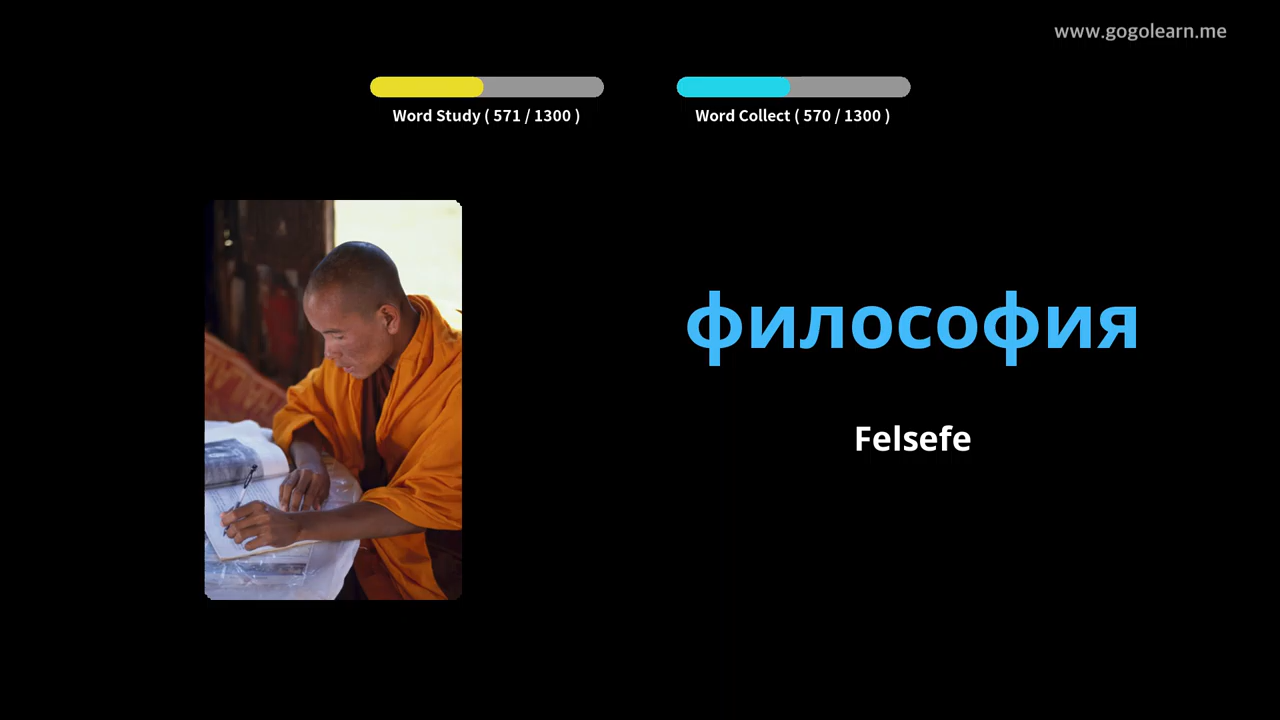 www.gogolearn.me
Word Study ( 571 / 1300 )
Word Collect ( 570 / 1300 )
философия
Felsefe